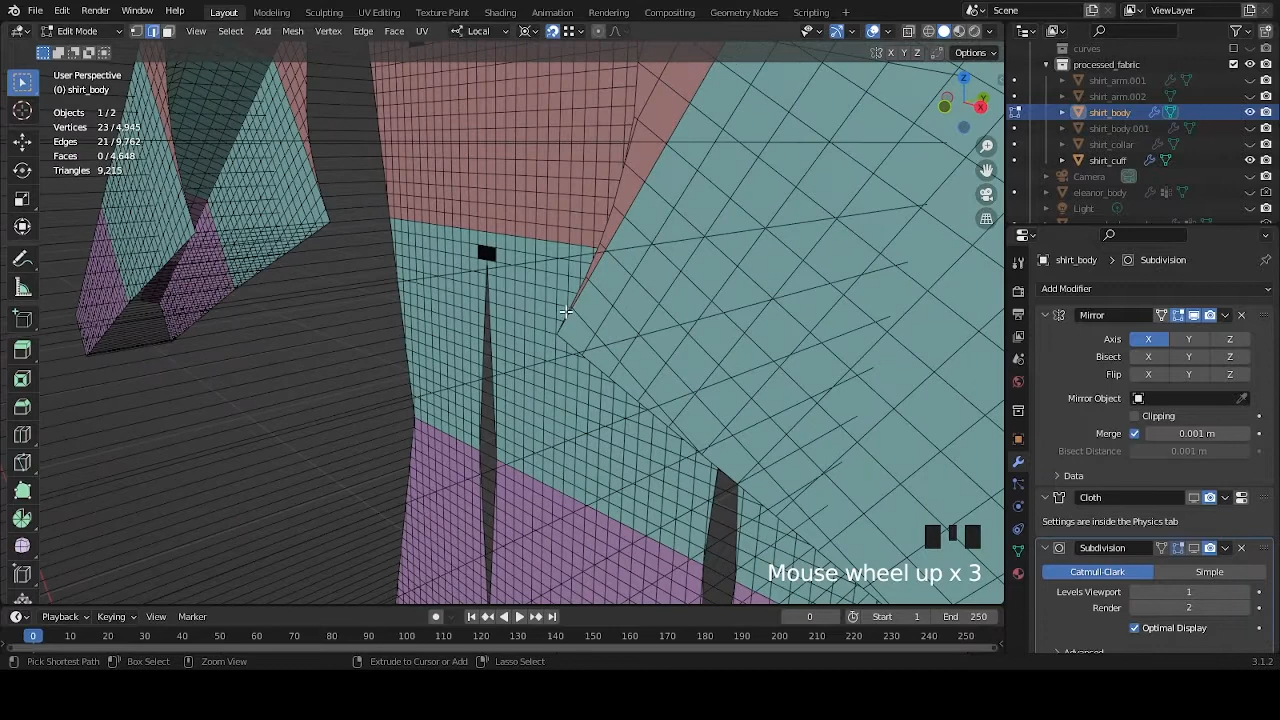 File Edit Render Window Help Layout Modeling Sculpting UV Editing Texture Paint Shading Animation Rendering Compositing Geometry Nodes Scripting + Scene ViewLayer
Edit Mode View Select Add Mesh Vertex Edge Face UV Local
X Y Z Options
User Perspective
(0) shirt_body
Objects 1 / 2
Vertices 23 / 4,945
Edges 21 / 9,762
Faces 0 / 4,648
Triangles 9,215
Z
Y
X
curves
processed_fabric
shirt_arm.001
shirt_arm.002
shirt_body
shirt_body.001
shirt_collar
shirt_cuff
Camera
eleanor_body
Light
shirt_body > Subdivision
Add Modifier
Mirror
Axis X Y Z
Bisect X Y Z
Flip X Y Z
Mirror Object
Clipping
Merge 0.001 m
Bisect Distance 0.001 m
Data
Cloth
Settings are inside the Physics tab
Subdivision
Catmull-Clark Simple
Levels Viewport 1
Render 2
Optimal Display
Advanced
Mouse wheel up x 3
Playback Keying View Marker 0 Start 1 End 250
0 10 20 30 40 50 60 70 80 90 100 110 120 130 140 150 160 170 180 190 200 210 220 230 240 250
Pick Shortest Path Box Select Zoom View Extrude to Cursor or Add Lasso Select 3.1.2